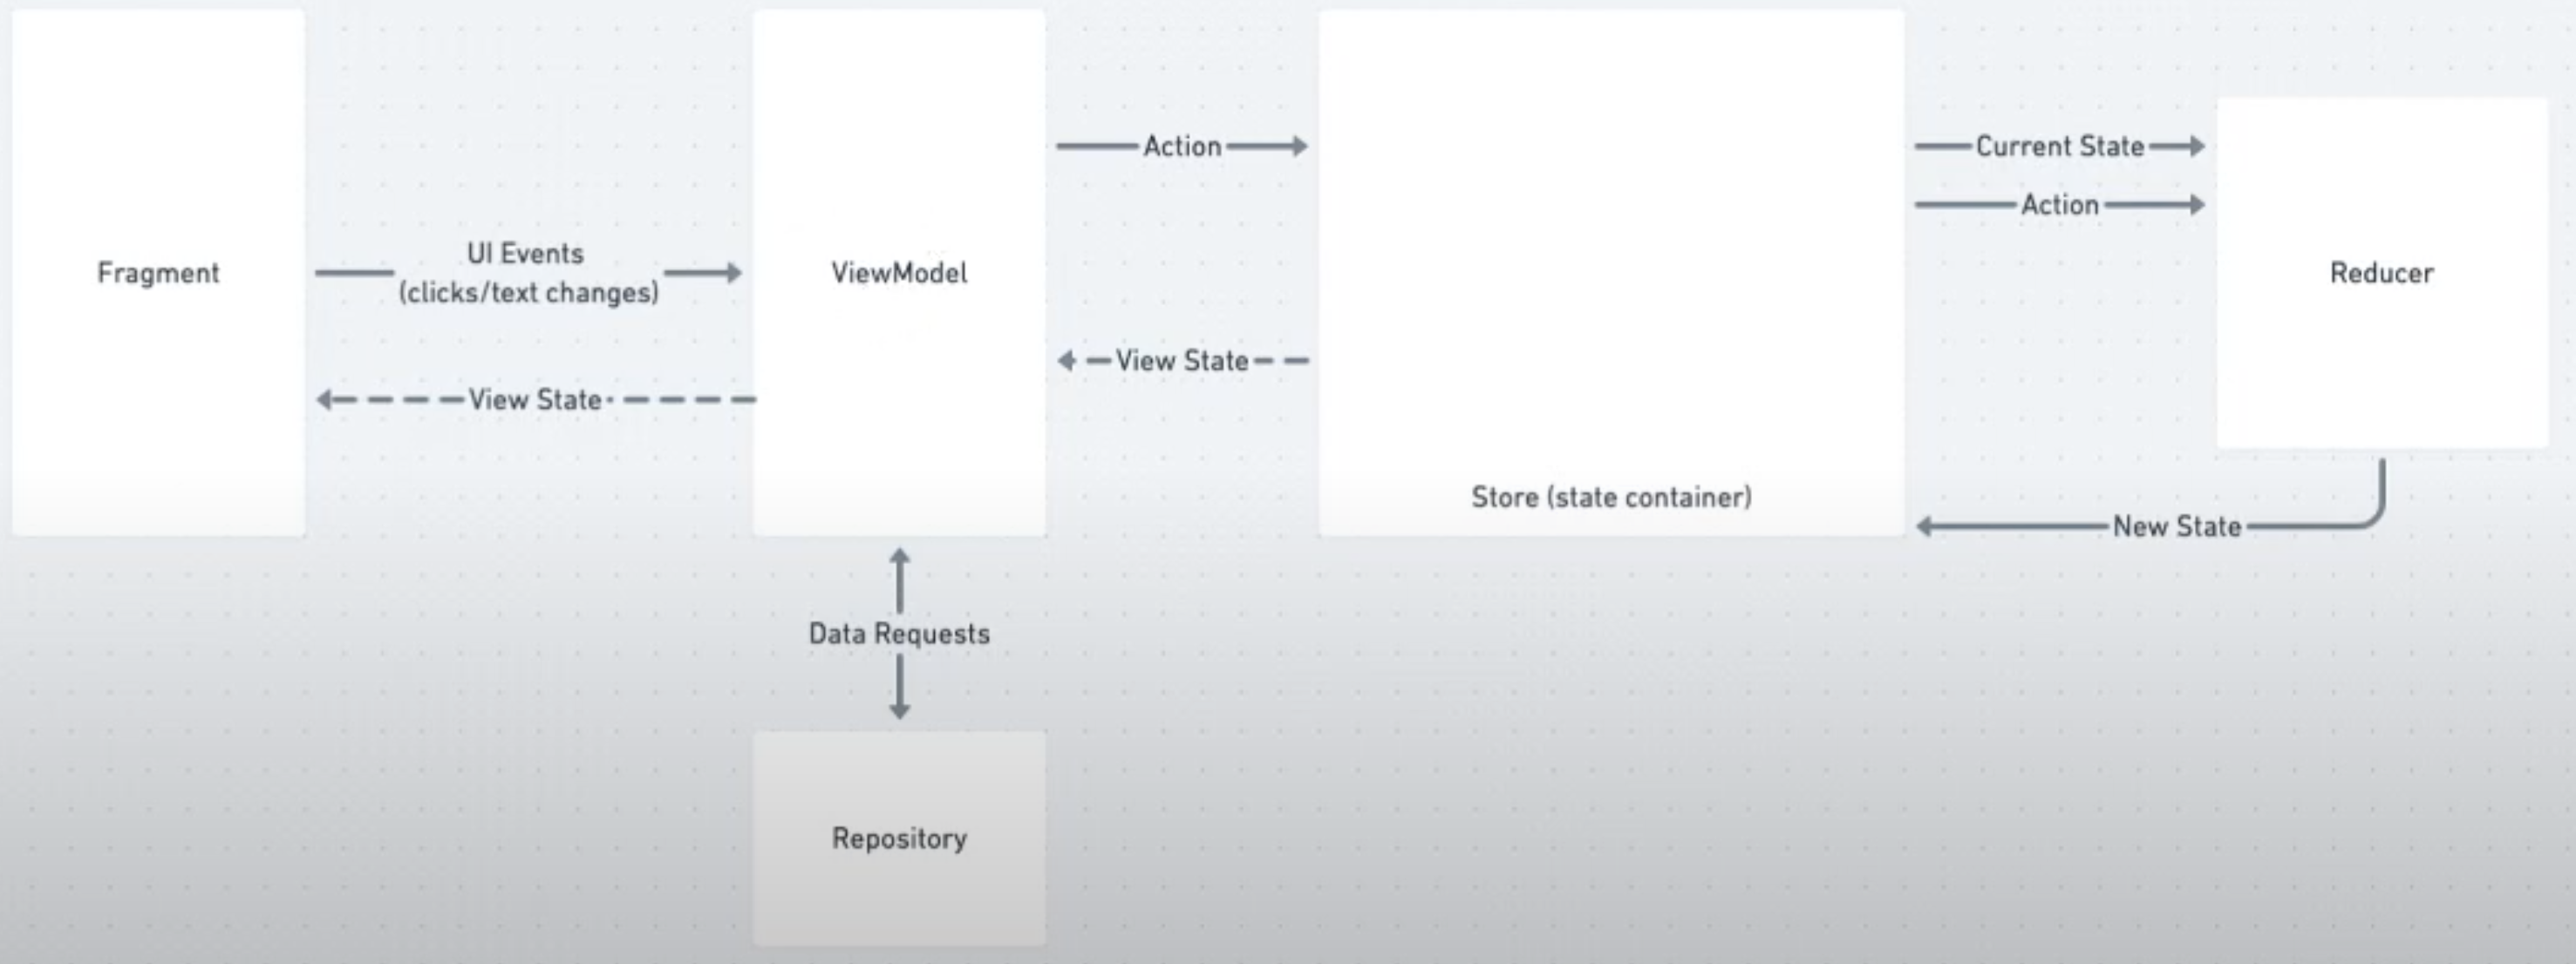 Fragment
UI Events
(clicks/text changes)
View State
ViewModel
Action
View State
Store (state container)
Current State
Action
Reducer
New State
Data Requests
Repository